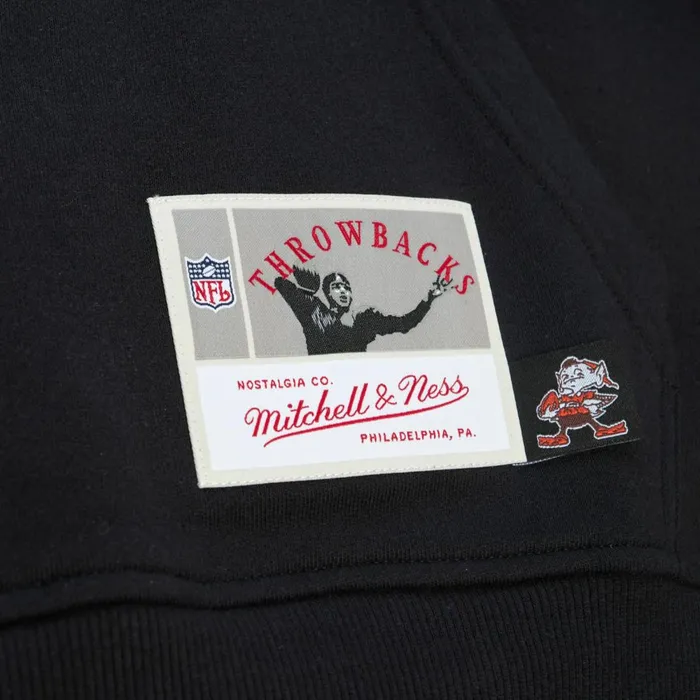 THROWBACKS
NFL
NOSTALGIA CO.
Mitchell & Ness
PHILADELPHIA, PA.